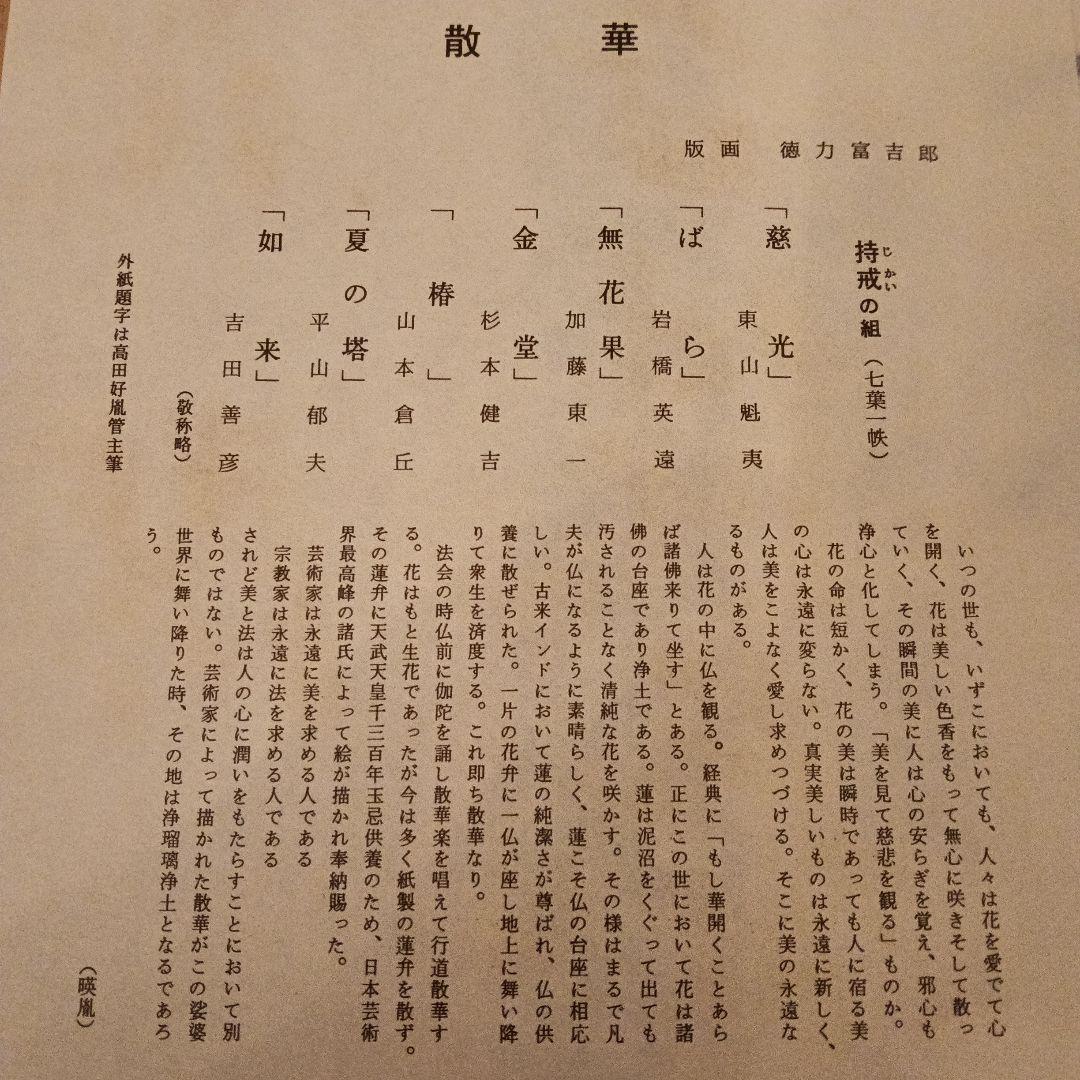 散華
版画 徳力富吉郎
持戒の組（七葉一帙）
じかい
「慈光」
東山魁夷
「ばら」
岩橋英遠
「無花果」
加藤東一
「金堂」
杉本健吉
「椿」
山本倉丘
「夏の塔」
平山郁夫
「如来」
吉田善彦
（敬称略）
外紙題字は高田好胤管主筆
いつの世も、いずこにおいても、人々は花を愛でて心
を開く、花は美しい色香をもって無心に咲きそして散っ
ていく、その瞬間の美に人は心の安らぎを覚え、邪心も
浄心と化してしまう。「美を見て慈悲を観る」ものか。
花の命は短かく、花の美は瞬時であっても人に宿る美
の心は永遠に変らない。真実美しいものは永遠に新しく、
人は美をこよなく愛し求めつづける。そこに美の永遠な
るものがある。
人は花の中に仏を観る。経典に「もし華開くことあら
ば諸佛来りて坐す」とある。正にこの世において花は諸
佛の台座であり浄土である。蓮は泥沼をくぐって出ても
汚されることなく清純な花を咲かす。その様はまるで凡
夫が仏になるように素晴らしく、蓮こそ仏の台座に相応
しい。古来インドにおいて蓮の純潔さが尊ばれ、仏の供
養に散ぜられた。一片の花弁に一仏が座し地上に舞い降
りて衆生を済度する。これ即ち散華なり。
法会の時仏前に伽陀を誦し散華楽を唱えて行道散華す
る。花はもと生花であったが今は多く紙製の蓮弁を散ず。
その蓮弁に天武天皇千三百年玉忌供養のため、日本芸術
界最高峰の諸氏によって絵が描かれ奉納賜った。
芸術家は永遠に美を求める人である
宗教家は永遠に法を求める人である
されど美と法は人の心に潤いをもたらすことにおいて別
ものではない。芸術家によって描かれた散華がこの娑婆
世界に舞い降りた時、その地は浄瑠璃浄土となるであろ
う。
（暎胤）